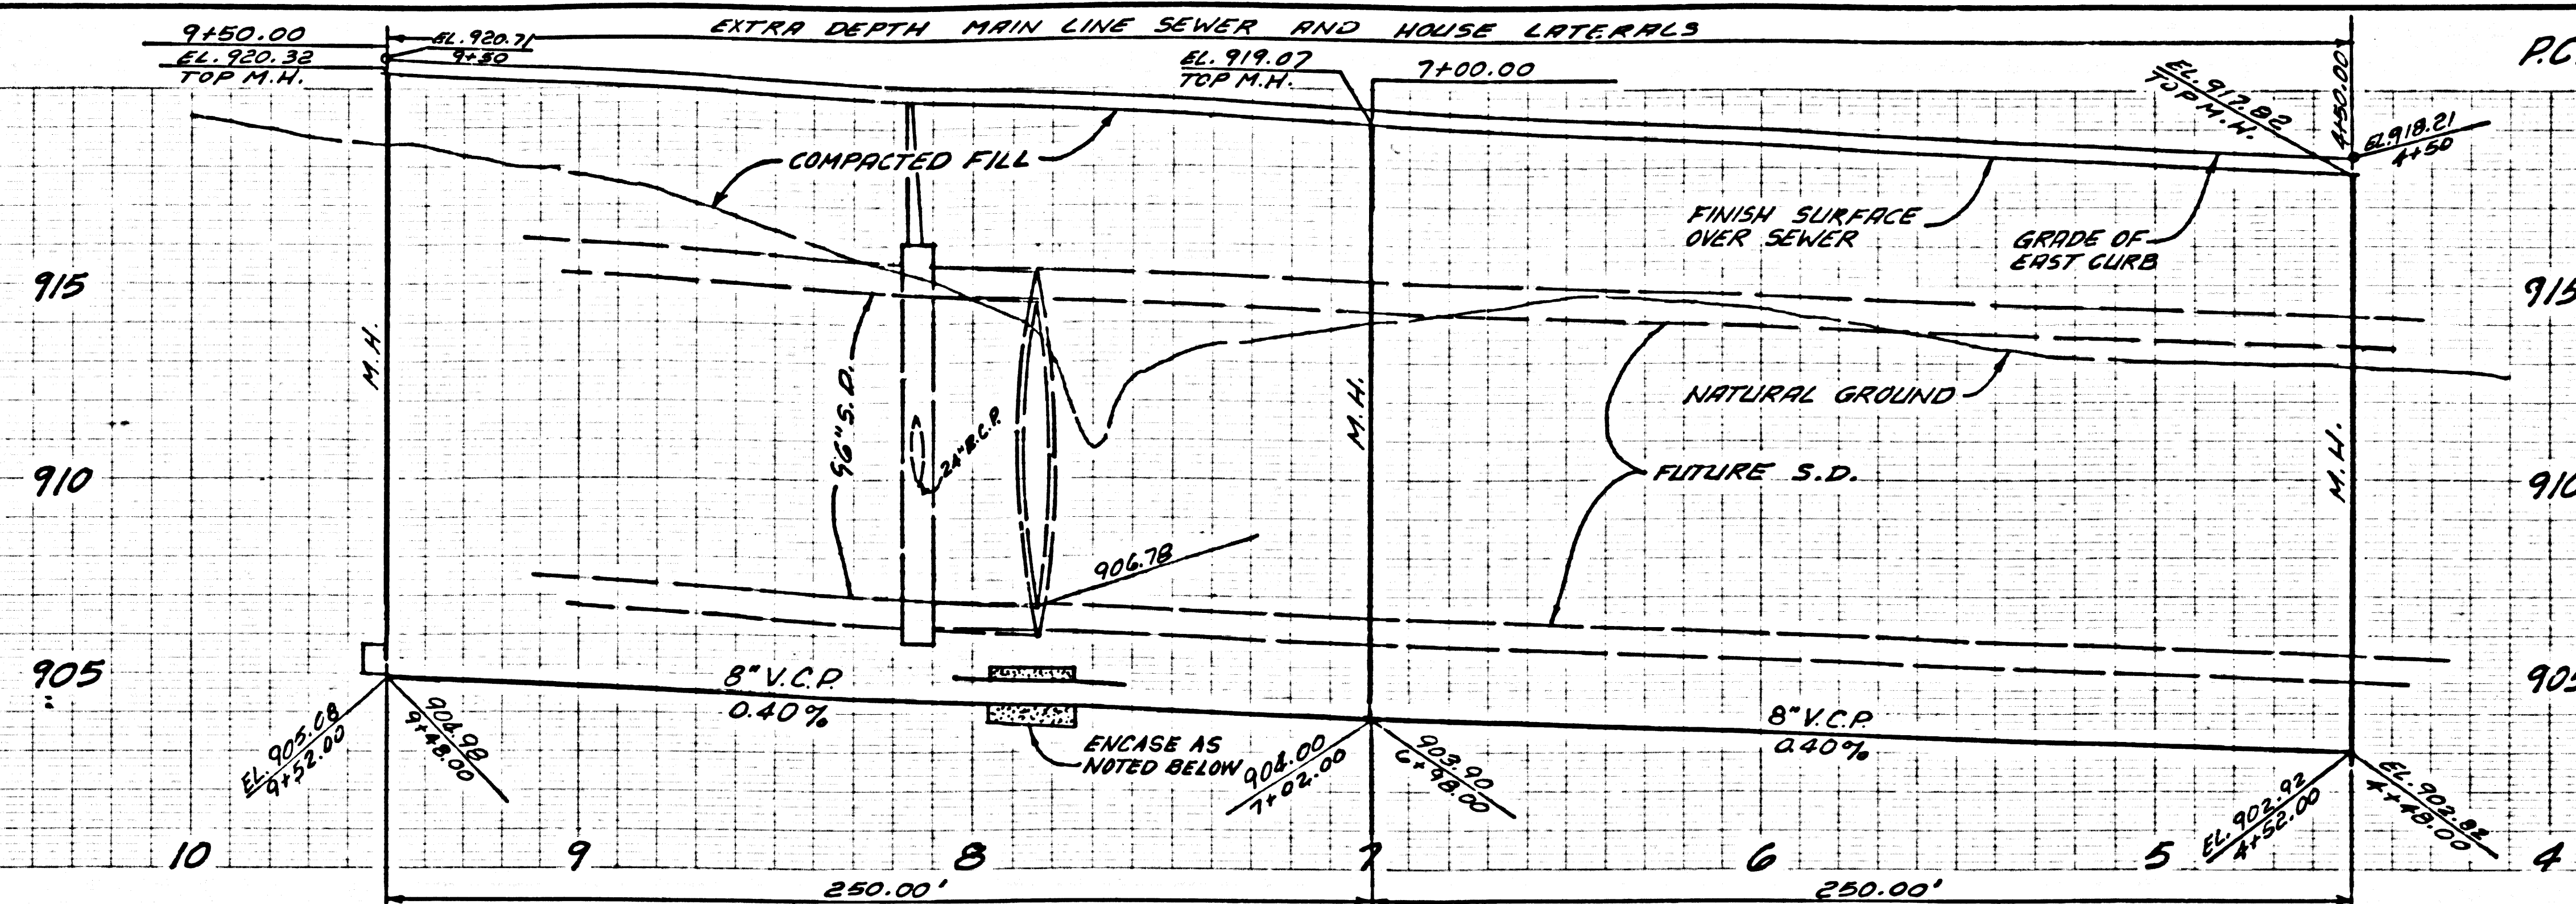 EXTRA DEPTH MAIN LINE SEWER AND HOUSE LATERALS
9+50.00
EL. 920.32
TOP M.H.
EL. 920.71
9+50
EL. 919.07
TOP M.H.
7+00.00
EL. 917.82
TOP M.H.
4+50.00
EL. 918.21
4+50
P.C.
COMPACTED FILL
FINISH SURFACE
OVER SEWER
GRADE OF
EAST CURB
915
915
M.H.
96" S.D.
24" R.C.P.
M.H.
NATURAL GROUND
M.H.
910
FUTURE S.D.
910
906.78
905
905
8" V.C.P.
0.40%
8" V.C.P.
0.40%
ENCASE AS
NOTED BELOW
EL. 905.08
9+52.00
904.98
9+48.00
904.00
7+02.00
903.90
6+98.00
EL. 902.92
4+52.00
EL. 902.82
4+48.00
10
9
8
7
6
5
4
250.00'
250.00'